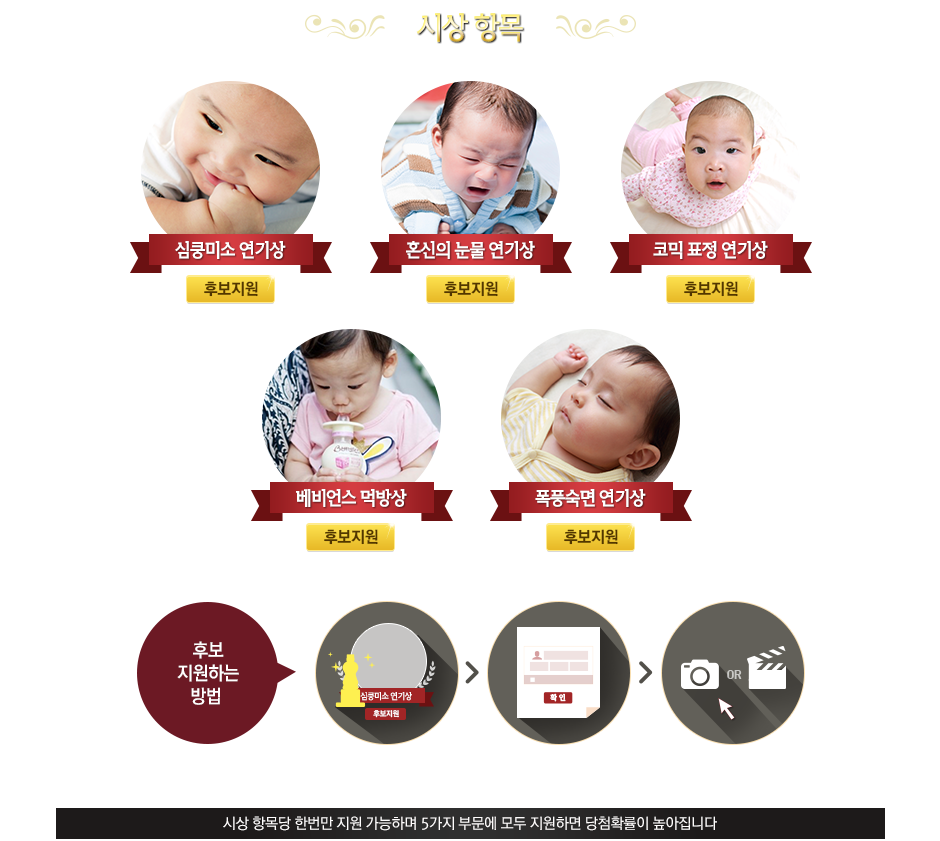 시상 항목
심쿵미소 연기상
혼신의 눈물 연기상
코믹 표정 연기상
후보지원
후보지원
후보지원
베비언스 먹방상
폭풍숙면 연기상
후보지원
후보지원
후보
지원하는
방법
심쿵미소 연기상
후보지원
확 인
OR
시상 항목당 한번만 지원 가능하며 5가지 부문에 모두 지원하면 당첨확률이 높아집니다